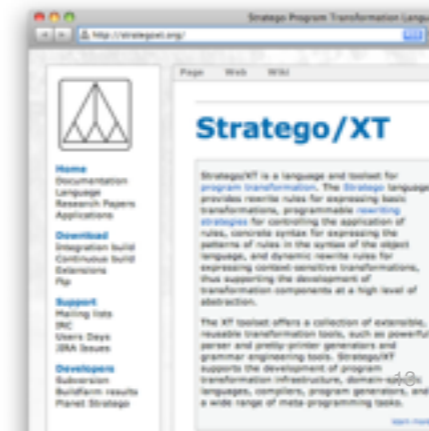 Stratego Program Transformation Langu
http://strategoxt.org/
Page Web Wiki
Stratego/XT
Home
Documentation
Language
Research Papers
Applications
Download
Integration build
Continuous build
Extensions
Support
Mailing lists
IRC
Users Days
JIRA Issues
Developers
Subversion
Buildfarm results
Planet Stratego
Stratego/XT is a language and toolset for
program transformation. The Stratego language
provides rewrite rules for expressing basic
transformations, programmable rewriting
strategies for controlling the application of
rules, concrete syntax for expressing the
patterns of rules in the syntax of the object
language, and dynamic rewrite rules for
expressing context-sensitive transformations,
thus supporting the development of
transformation components at a high level of
abstraction.
The XT toolset offers a collection of extensible,
reusable transformation tools, such as powerful
parser and pretty-printer generators and
grammar engineering tools. Stratego/XT
supports the development of program
transformation infrastructure, domain-specific
languages, compilers, program generators, and
a wide range of meta-programming tasks.
learn more
13